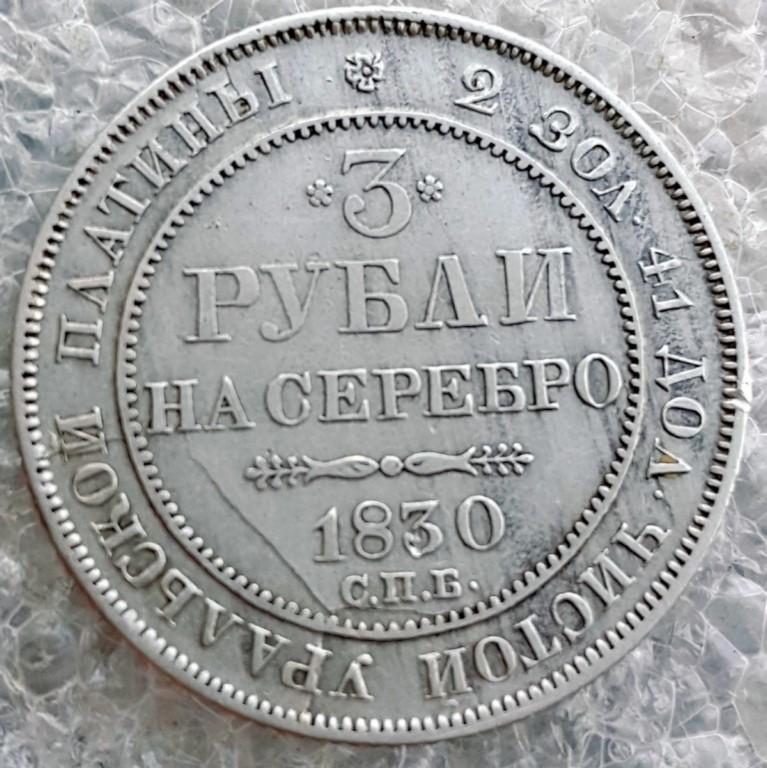 2 ЗОЛ. 41 ДОЛ. ЧИСТОЙ УРАЛЬСКОЙ ПЛАТИНЫ
3
РУБЛИ
НА СЕРЕБРО
1830
С.П.Б.